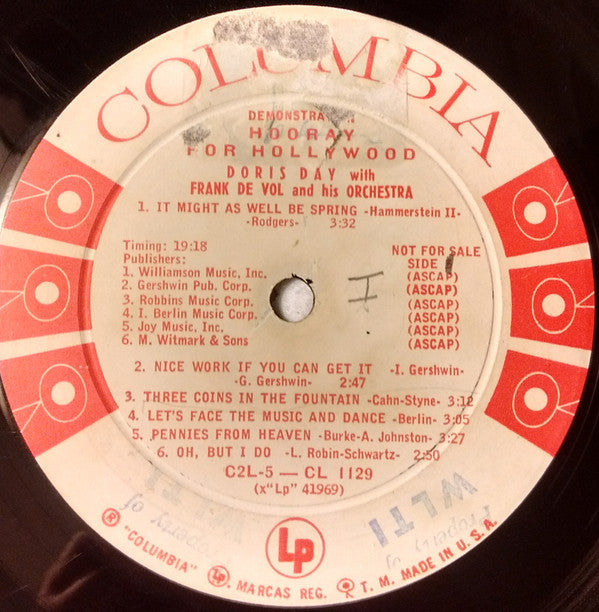 COLUMBIA
DEMONSTRA
HOORAY
FOR HOLLYWOOD
DORIS DAY with
FRANK DE VOL and his ORCHESTRA
1. IT MIGHT AS WELL BE SPRING -Hammerstein II-
-Rodgers- 3:32
Timing: 19:18
NOT FOR SALE
Publishers:
SIDE 1
1. Williamson Music, Inc. (ASCAP)
2. Gershwin Pub. Corp. (ASCAP)
3. Robbins Music Corp. (ASCAP)
4. I. Berlin Music Corp. (ASCAP)
5. Joy Music, Inc. (ASCAP)
6. M. Witmark & Sons (ASCAP)
I
2. NICE WORK IF YOU CAN GET IT -I. Gershwin-
G. Gershwin- 2:47
3. THREE COINS IN THE FOUNTAIN -Cahn-Styne- 3:12
4. LET'S FACE THE MUSIC AND DANCE -Berlin- 3:05
5. PENNIES FROM HEAVEN -Burke-A. Johnston- 3:27
6. OH, BUT I DO -L. Robin-Schwartz- 2:50
C2L-5 — CL 1129
(x"Lp" 41969)
Property of
WLTI
Property of
Lp
® "COLUMBIA" Lp. MARCAS REG. T. M. MADE IN U. S. A.